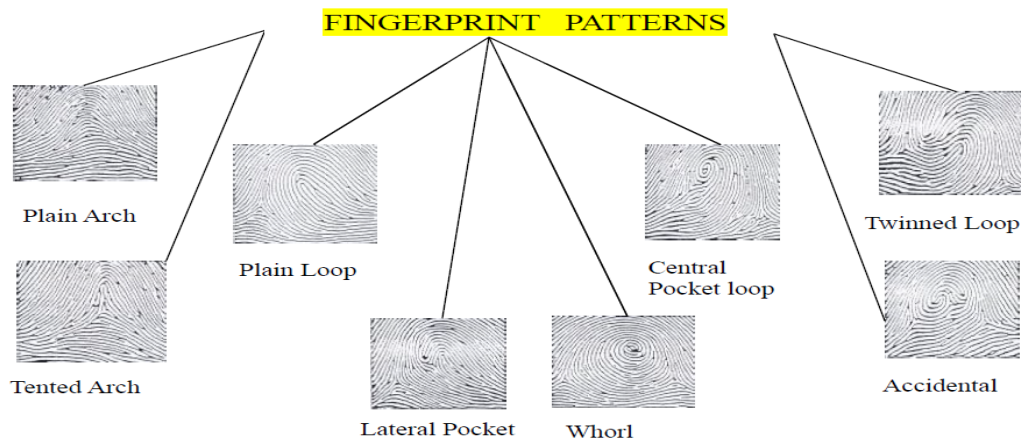 FINGERPRINT PATTERNS
Plain Arch
Twinned Loop
Plain Loop
Central
Pocket loop
Tented Arch
Accidental
Lateral Pocket
Whorl